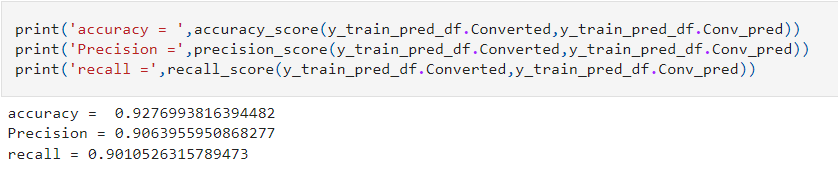 print('accuracy = ',accuracy_score(y_train_pred_df.Converted,y_train_pred_df.Conv_pred))
print('Precision =',precision_score(y_train_pred_df.Converted,y_train_pred_df.Conv_pred))
print('recall =',recall_score(y_train_pred_df.Converted,y_train_pred_df.Conv_pred))
accuracy =  0.9276993816394482
Precision = 0.9063955950868277
recall = 0.9010526315789473